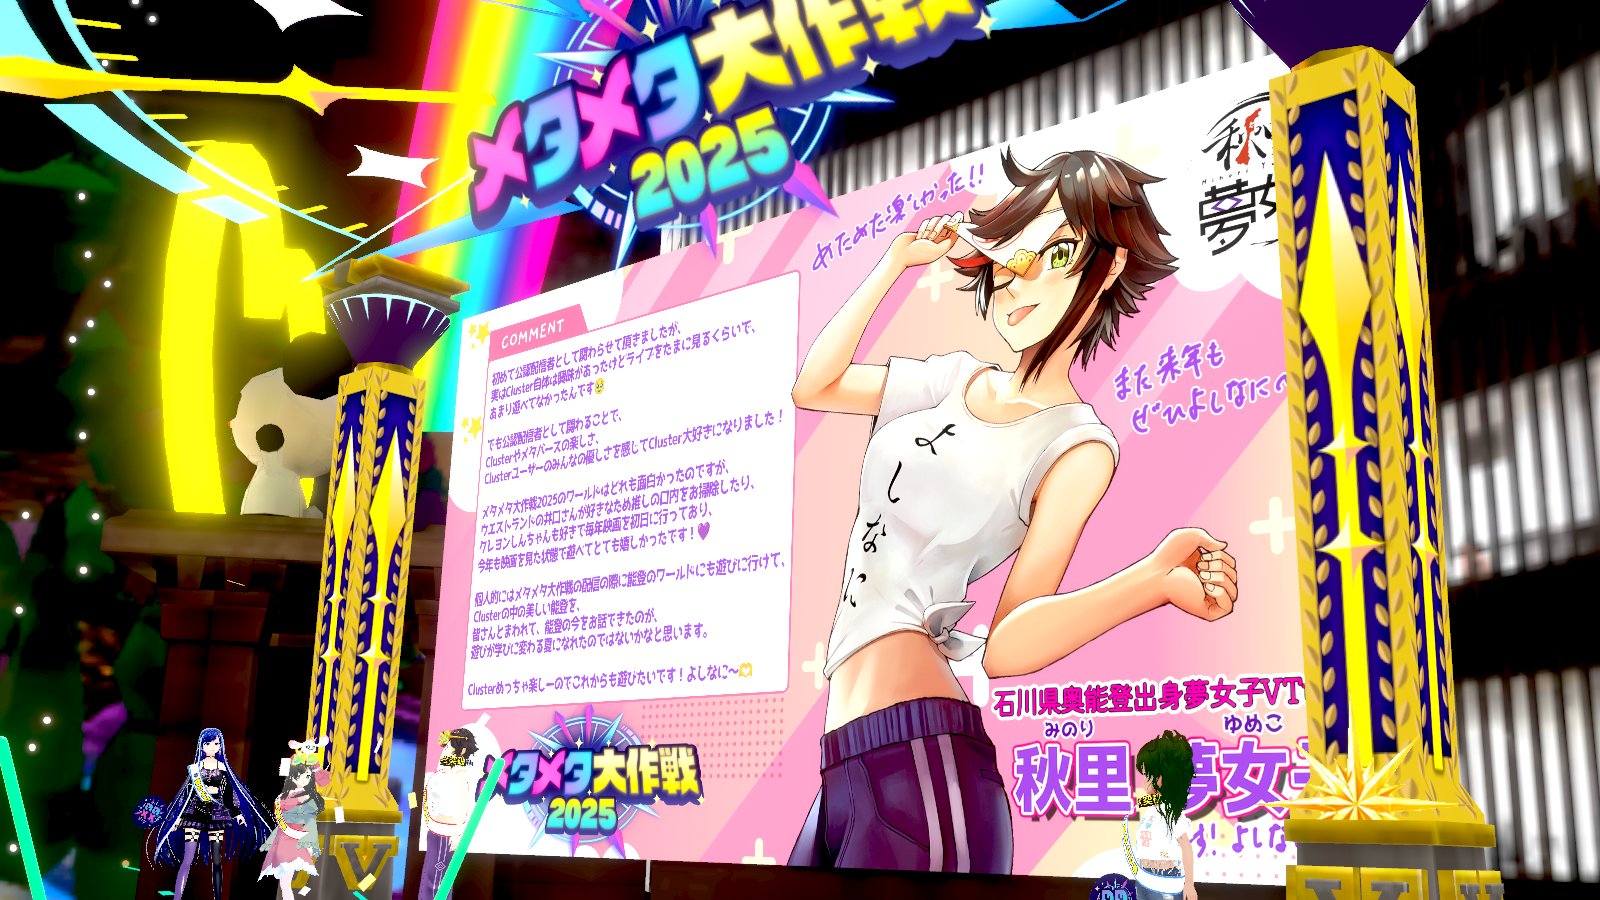 メタメタ大作戦
2025
秋
夢
めためた楽しかった!!
COMMENT
初めて公認配信者として関わらせて頂きましたが、
実はCluster自体は興味があったけどライブをたまに見るくらいで、
あまり遊べてなかったんです🥺
でも公認配信者として関わることで、
Clusterやメタバースの楽しさ、
Clusterユーザーのみんなの優しさを感じてCluster大好きになりました!
メタメタ大作戦2025のワールドはどれも面白かったのですが、
ウエストランドの井口さんが好きなため推しの口内をお掃除したり、
クレヨンしんちゃんも好きで毎年映画を初日に行っており、
今年も映画を見た状態で遊べてとても嬉しかったです!💜
個人的にはメタメタ大作戦の配信の際に能登のワールドにも遊びに行けて、
Clusterの中の美しい能登を、
皆さんとまわれて、能登の今をお話できたのが、
遊びが学びに変わる夏になれたのではないかなと思います。
Clusterめっちゃ楽しーのでこれからも遊びたいです!よしなに〜🫶
また来年も
ぜひよしなに〜
よしなに
石川県奥能登出身夢女子VT
みのり ゆめこ
秋里 夢女子
す! よしな
メタメタ大作戦
2025
V